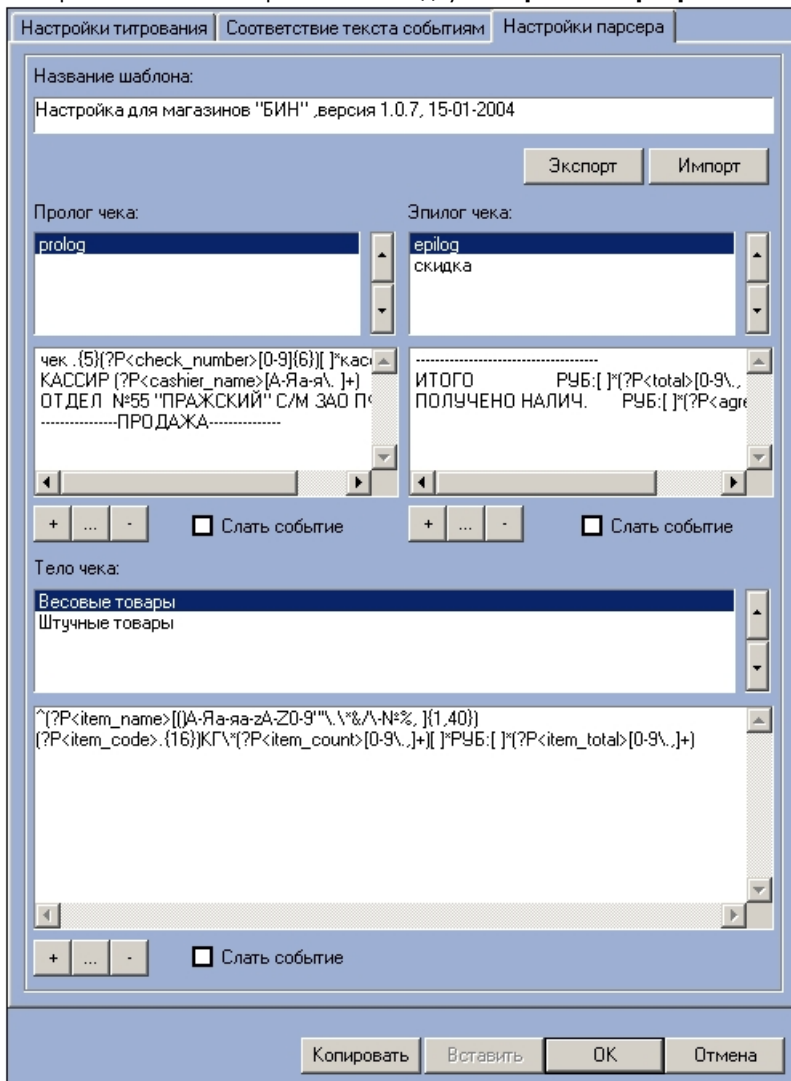 Настройки титрования Соответствие текста событиям Настройки парсера
Название шаблона:
Настройка для магазинов "БИН" ,версия 1.0.7, 15-01-2004
Экспорт Импорт
Пролог чека: Эпилог чека:
prolog
epilog
скидка
чек .{5}(?P<check_number>[0-9]{6})[ ]*касс
КАССИР (?P<cashier_name>[А-Яа-я\. ]+)
ОТДЕЛ №55 "ПРАЖСКИЙ" С/М ЗАО
---------------ПРОДАЖА---------------
-------------------------------------
ИТОГО РУБ:[ ]*(?P<total>[0-9\.,
ПОЛУЧЕНО НАЛИЧ. РУБ:[ ]*(?P<agre
+ ... - Слать событие + ... - Слать событие
Тело чека:
Весовые товары
Штучные товары
^(?P<item_name>[()А-Яа-яa-zA-Z0-9'"\.\*&/\-№%, ]{1,40})
(?P<item_code>.{16})КГ\*(?P<item_count>[0-9\.,]+)[ ]*РУБ:[ ]*(?P<item_total>[0-9\.,]+)
+ ... - Слать событие
Копировать Вставить OK Отмена